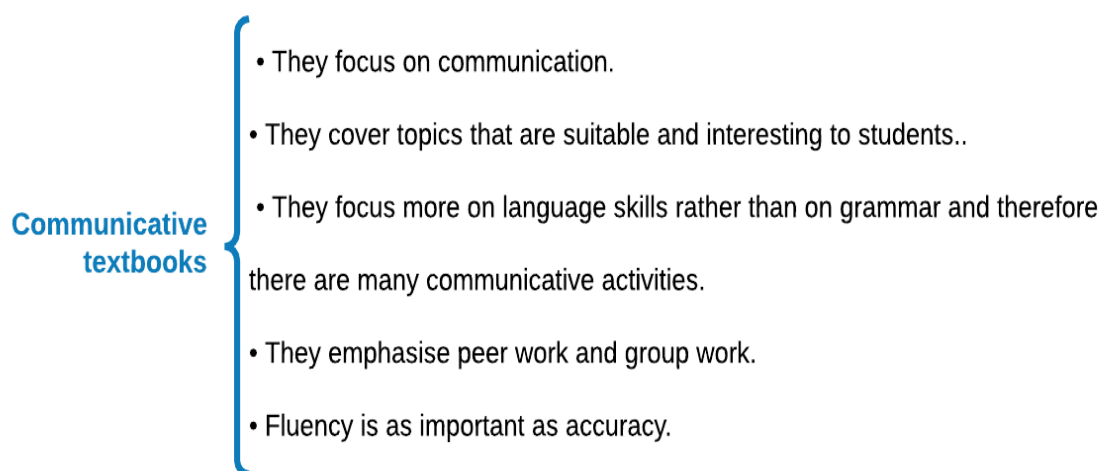 • They focus on communication.
• They cover topics that are suitable and interesting to students..
• They focus more on language skills rather than on grammar and therefore
Communicative
textbooks
there are many communicative activities.
• They emphasise peer work and group work.
• Fluency is as important as accuracy.